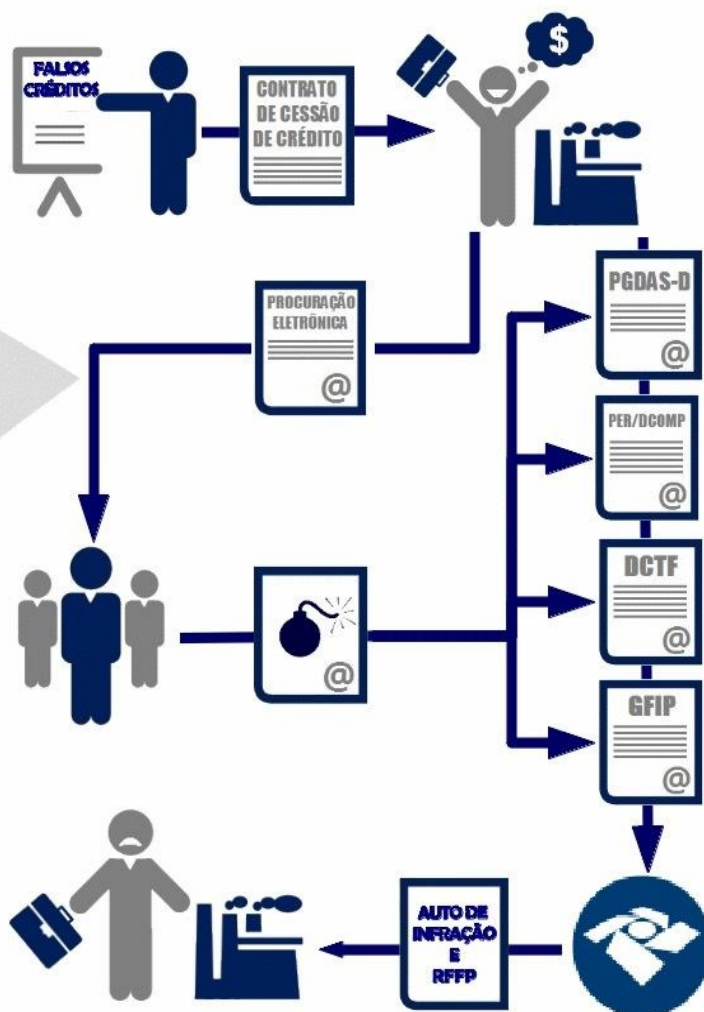 FALSOS
CRÉDITOS
CONTRATO
DE CESSÃO
DE CRÉDITO
$
PROCURAÇÃO
ELETRÔNICA
@
PGDAS-D
@
PER/DCOMP
@
DCTF
@
@
GFIP
@
AUTO DE
INFRAÇÃO
E
RFFP